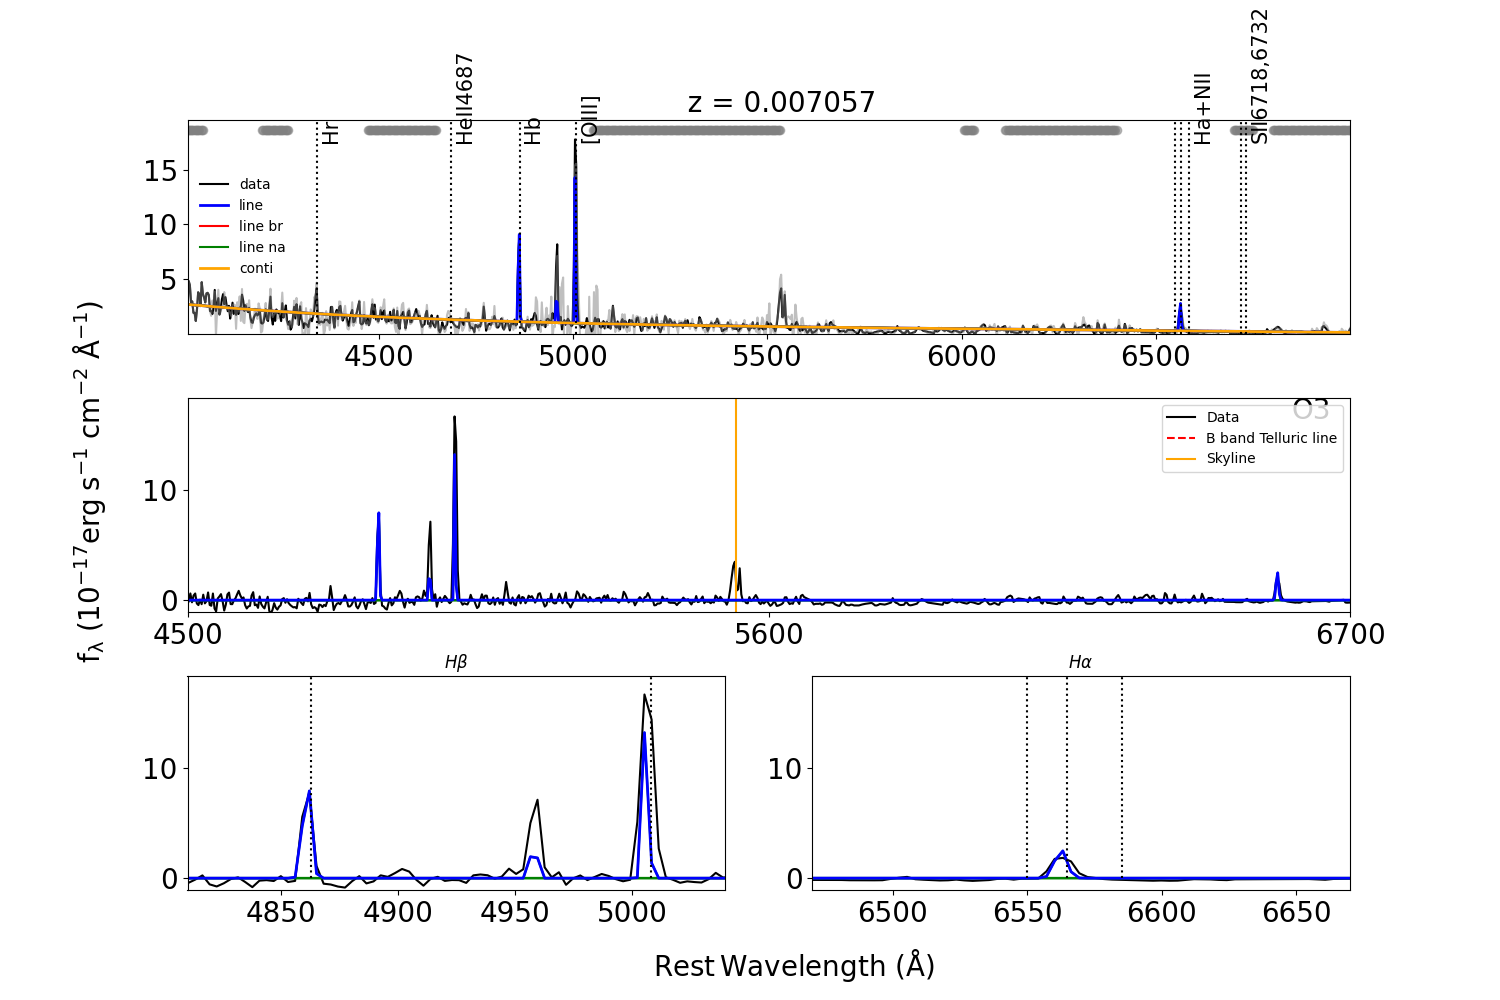 z = 0.007057
Hr
HeII4687
Hb
[OIII]
Ha+NII
SII6718,6732
15
10
5
data
line
line br
line na
conti
4500 5000 5500 6000 6500
O3
Data
B band Telluric line
Skyline
10
0
4500 5600 6700
fλ (10⁻¹⁷erg s⁻¹ cm⁻² Å⁻¹)
Hβ
10
0
4850 4900 4950 5000
Hα
10
0
6500 6550 6600 6650
Rest Wavelength (Å)